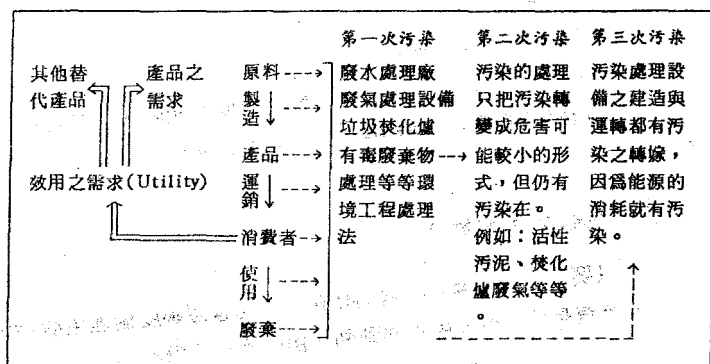 第一次污染　第二次污染　第三次污染
其他替代產品
產品之需求
效用之需求(Utility)
原料
製造
產品
運銷
消費者
使用
廢棄
廢水處理廠
廢氣處理設備
垃圾焚化爐
有毒廢棄物
處理等等環
境工程處理
法
污染的處理
只把污染轉
變成危害可
能較小的形
式，但仍有
污染在。
例如：活性
污泥、焚化
爐廢氣等等
。
污染處理設
備之建造與
運轉都有污
染之轉嫁，
因爲能源的
消耗就有污
染。